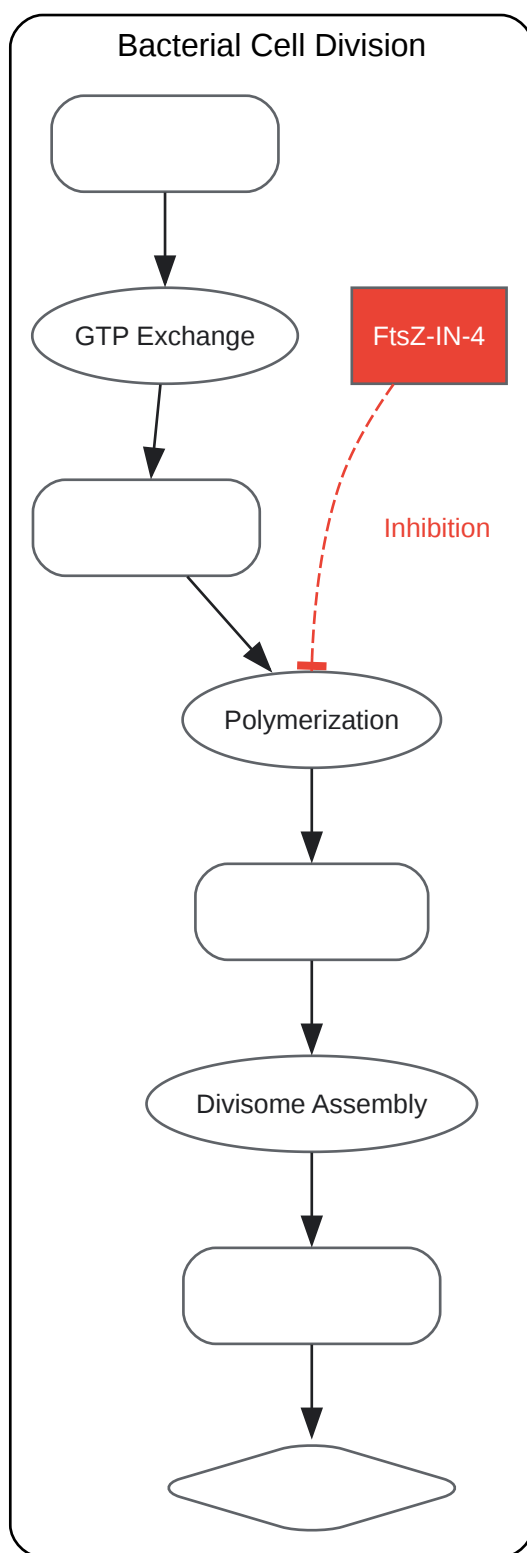 Bacterial Cell Division
GTP Exchange
FtsZ-IN-4
Inhibition
Polymerization
Divisome Assembly